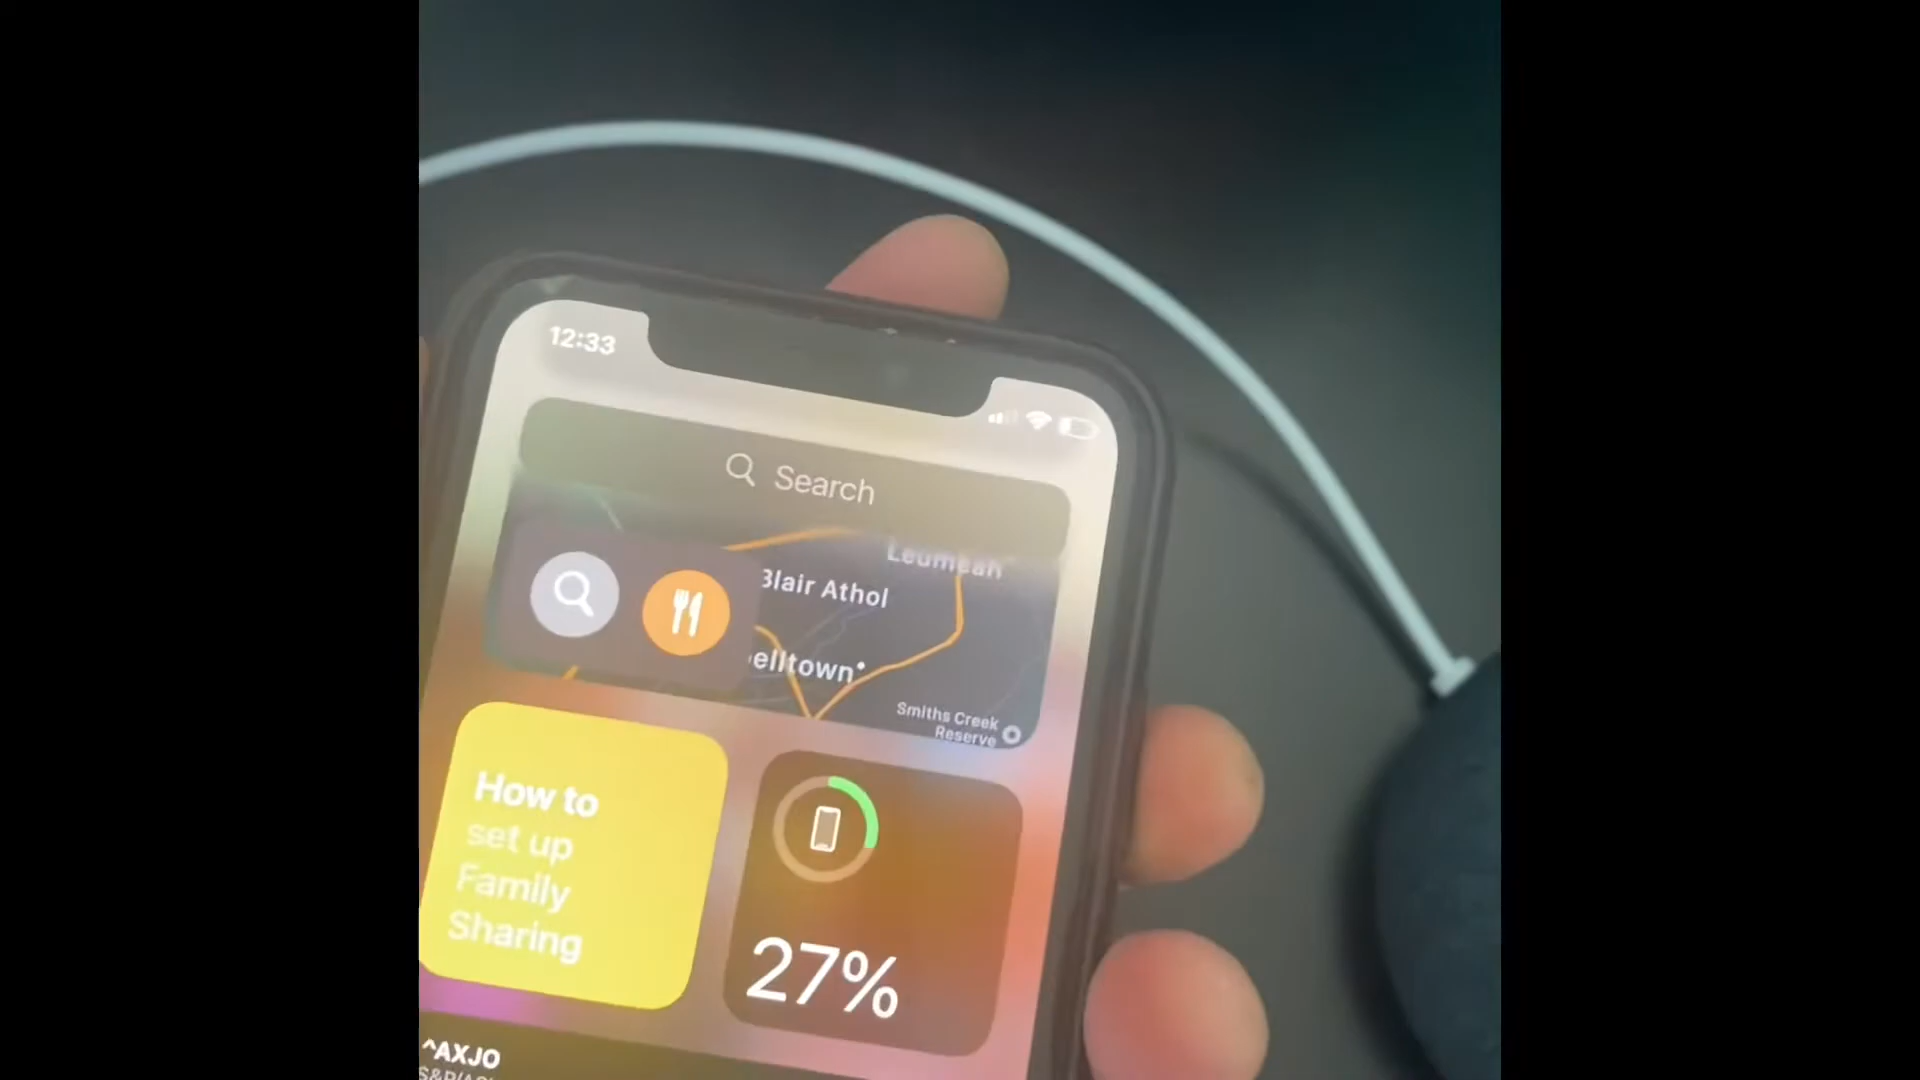 12:33
Search
Leumeah
Blair Athol
elltown
Smiths Creek
Reserve
How to
set up
Family
Sharing
27%
^AXJO